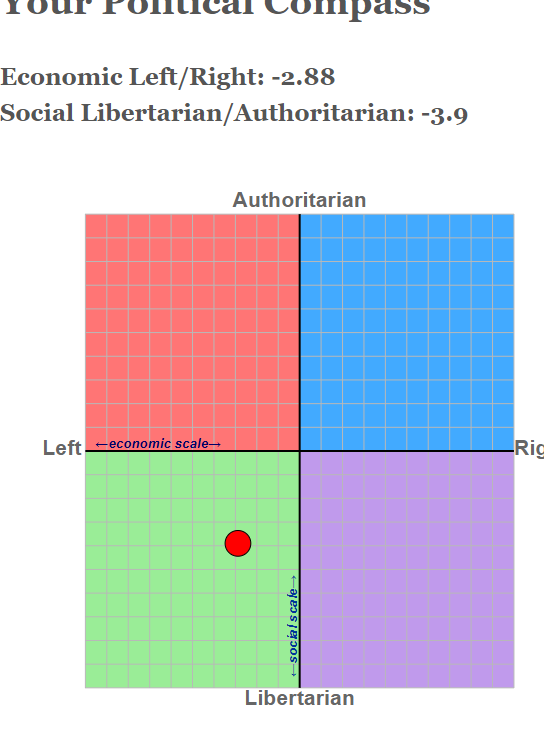 Your Political Compass
Economic Left/Right: -2.88
Social Libertarian/Authoritarian: -3.9
Authoritarian
←economic scale→
Left
Rig
←social scale→
Libertarian